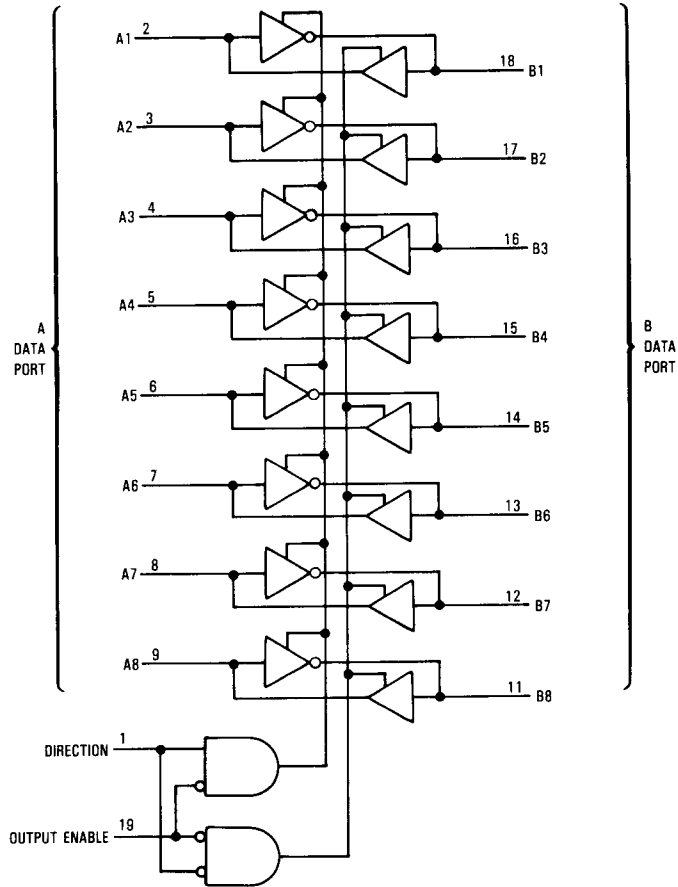 A1 2
18 B1
A2 3
17 B2
A3 4
16 B3
A4 5
15 B4
A
DATA
PORT
B
DATA
PORT
A5 6
14 B5
A6 7
13 B6
A7 8
12 B7
A8 9
11 B8
DIRECTION 1
OUTPUT ENABLE 19